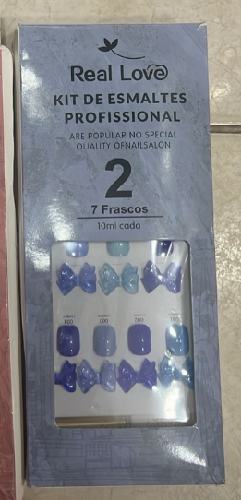 Real Love
KIT DE ESMALTES
PROFISSIONAL
ARE POPULAR NO SPECIAL
QUALITY OFNAILSALON
2
7 Frascos
10ml cada